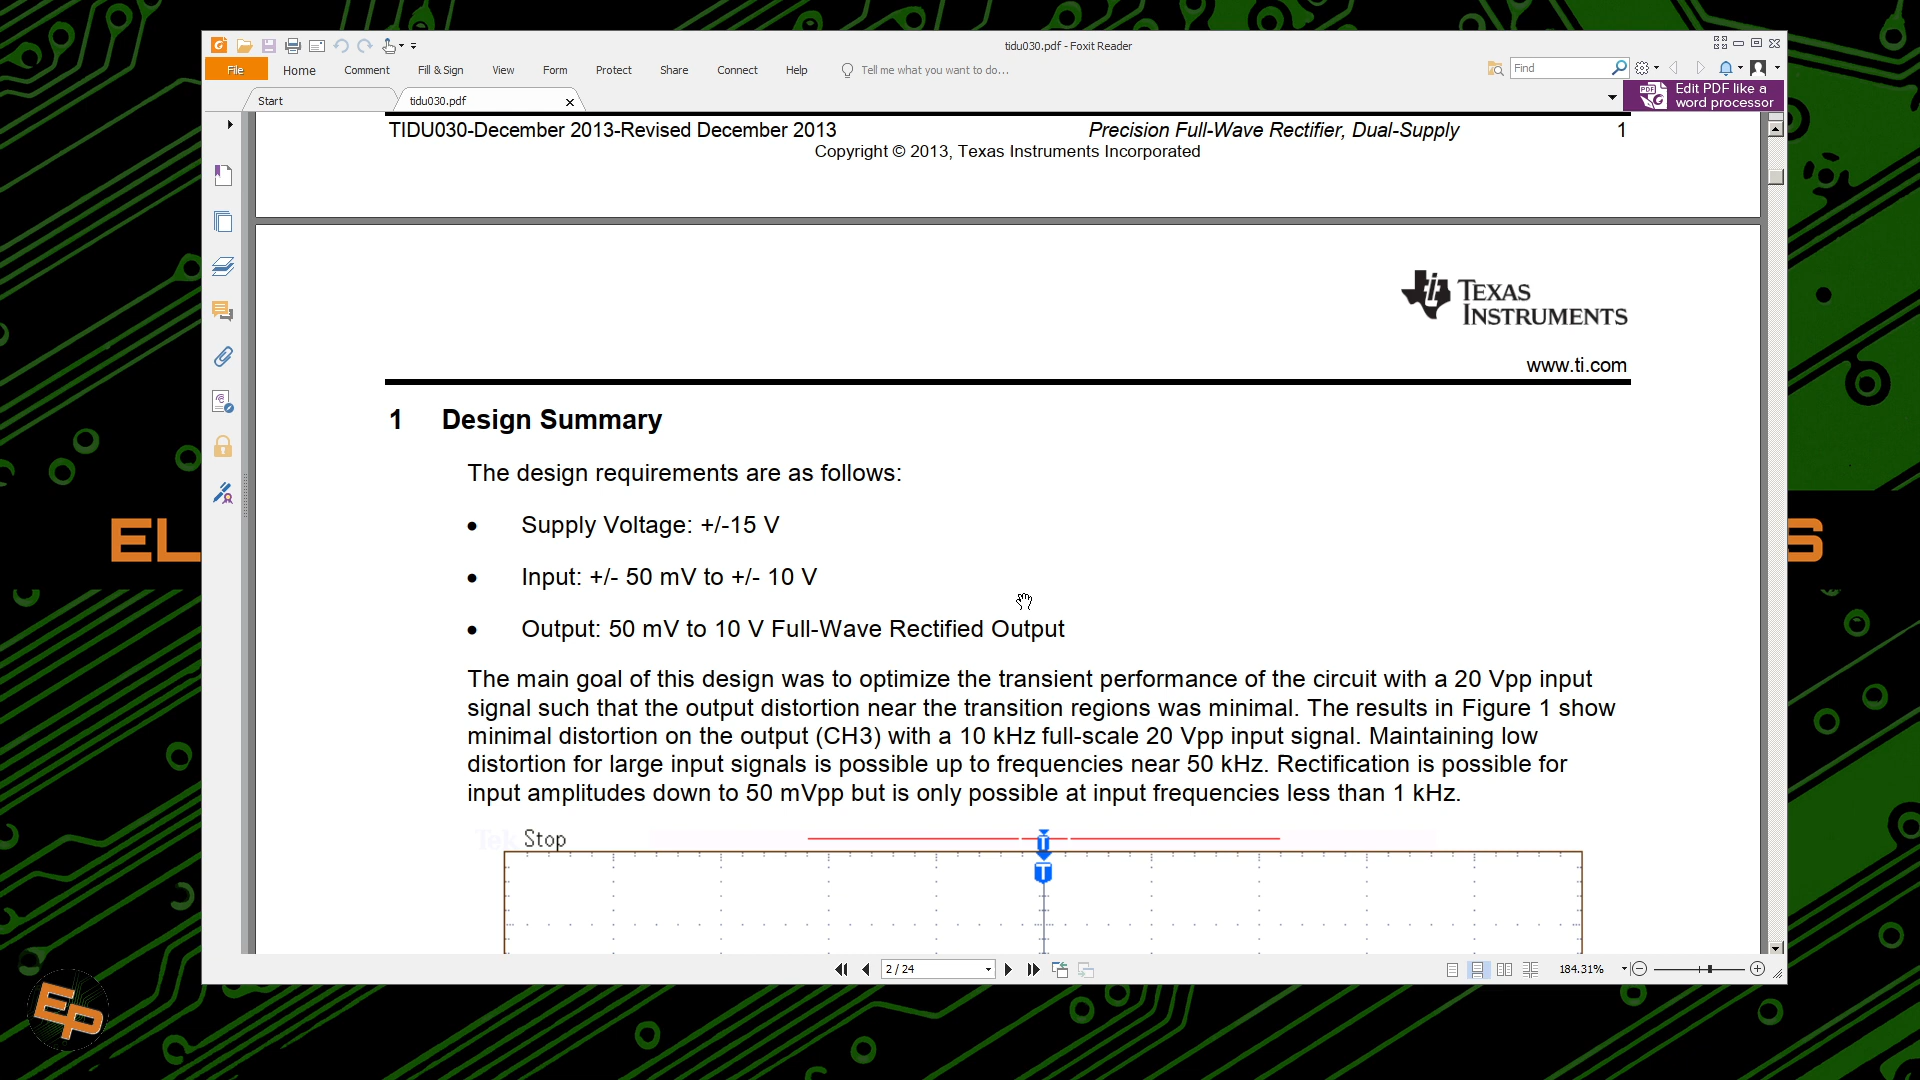 tidu030.pdf - Foxit Reader
File Home Comment Fill & Sign View Form Protect Share Connect Help Tell me what you want to do... Find
Start tidu030.pdf
Edit PDF like a
word processor
TIDU030-December 2013-Revised December 2013 Precision Full-Wave Rectifier, Dual-Supply 1
Copyright © 2013, Texas Instruments Incorporated
TEXAS
INSTRUMENTS
www.ti.com
1 Design Summary
The design requirements are as follows:
• Supply Voltage: +/-15 V
EL S
• Input: +/- 50 mV to +/- 10 V
• Output: 50 mV to 10 V Full-Wave Rectified Output
The main goal of this design was to optimize the transient performance of the circuit with a 20 Vpp input
signal such that the output distortion near the transition regions was minimal. The results in Figure 1 show
minimal distortion on the output (CH3) with a 10 kHz full-scale 20 Vpp input signal. Maintaining low
distortion for large input signals is possible up to frequencies near 50 kHz. Rectification is possible for
input amplitudes down to 50 mVpp but is only possible at input frequencies less than 1 kHz.
Tek Stop
T
T
2 / 24 184.31%
EP